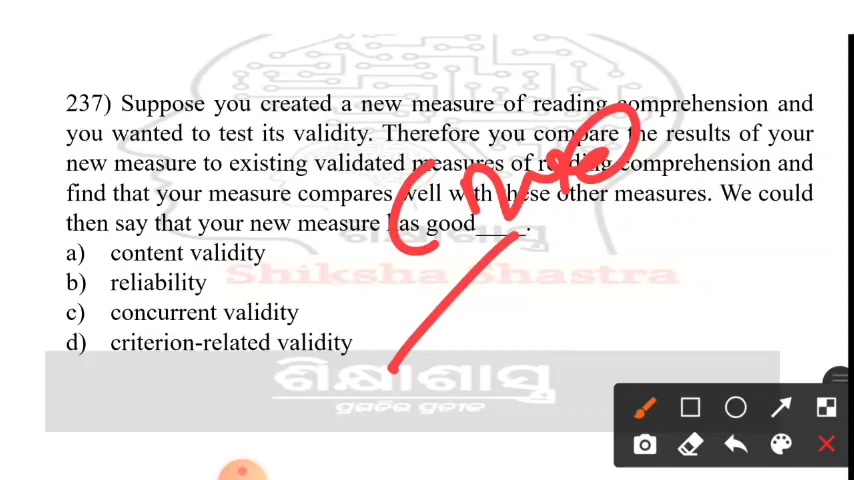 237) Suppose you created a new measure of reading comprehension and
you wanted to test its validity. Therefore you compare the results of your
new measure to existing validated measures of reading comprehension and
find that your measure compares well with these other measures. We could
then say that your new measure has good____.
a) content validity
b) reliability
c) concurrent validity
d) criterion-related validity
ଶିକ୍ଷାଶାସ୍ତ୍ର
Shiksha Shastra
ଶିକ୍ଷାଶାସ୍ତ୍ର
ପ୍ରଗତିର ପ୍ରଚୀକ